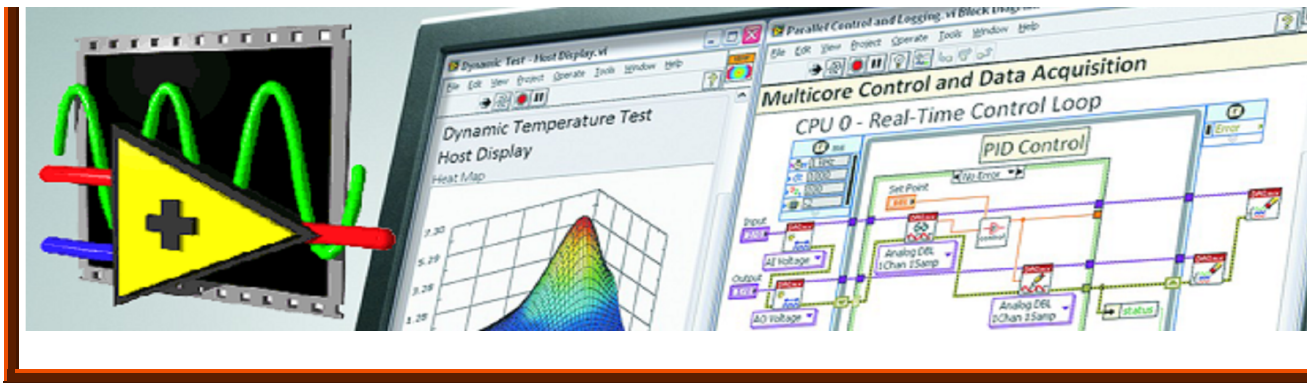 Dynamic Test - Host Display.vi
File Edit View Project Operate Tools Window Help
Dynamic Temperature Test
Host Display
Heat Map
7.30
5.29
3.28
1.28
Parallel Control and Logging.vi Block Diagram
File Edit View Project Operate Tools Window Help
Multicore Control and Data Acquisition
CPU 0 - Real-Time Control Loop
PID Control
Error
No Error
Set Point
DBL
control
Input
AI Voltage
Analog DBL
1Chan 1Samp
Output
AO Voltage
Analog DBL
1Chan 1Samp
status